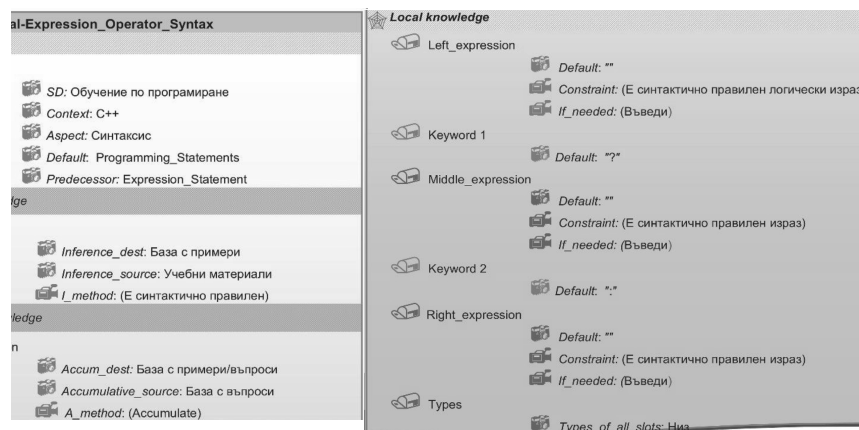 al-Expression_Operator_Syntax
SD: Обучение по програмиране
Context: C++
Aspect: Синтаксис
Default: Programming_Statements
Predecessor: Expression_Statement
dge
Inference_dest: База с примери
Inference_source: Учебни материали
I_method: (Е синтактично правилен)
wledge
n
Accum_dest: База с примери/въпроси
Accumulative_source: База с въпроси
A_method: (Accumulate)
Local knowledge
Left_expression
Default: ""
Constraint: (Е синтактично правилен логически израз
If_needed: (Въведи)
Keyword 1
Default: "?"
Middle_expression
Default: ""
Constraint: (Е синтактично правилен израз)
If_needed: (Въведи)
Keyword 2
Default: ":"
Right_expression
Default: ""
Constraint: (Е синтактично правилен израз)
If_needed: (Въведи)
Types
Types_of_all_slots: Низ